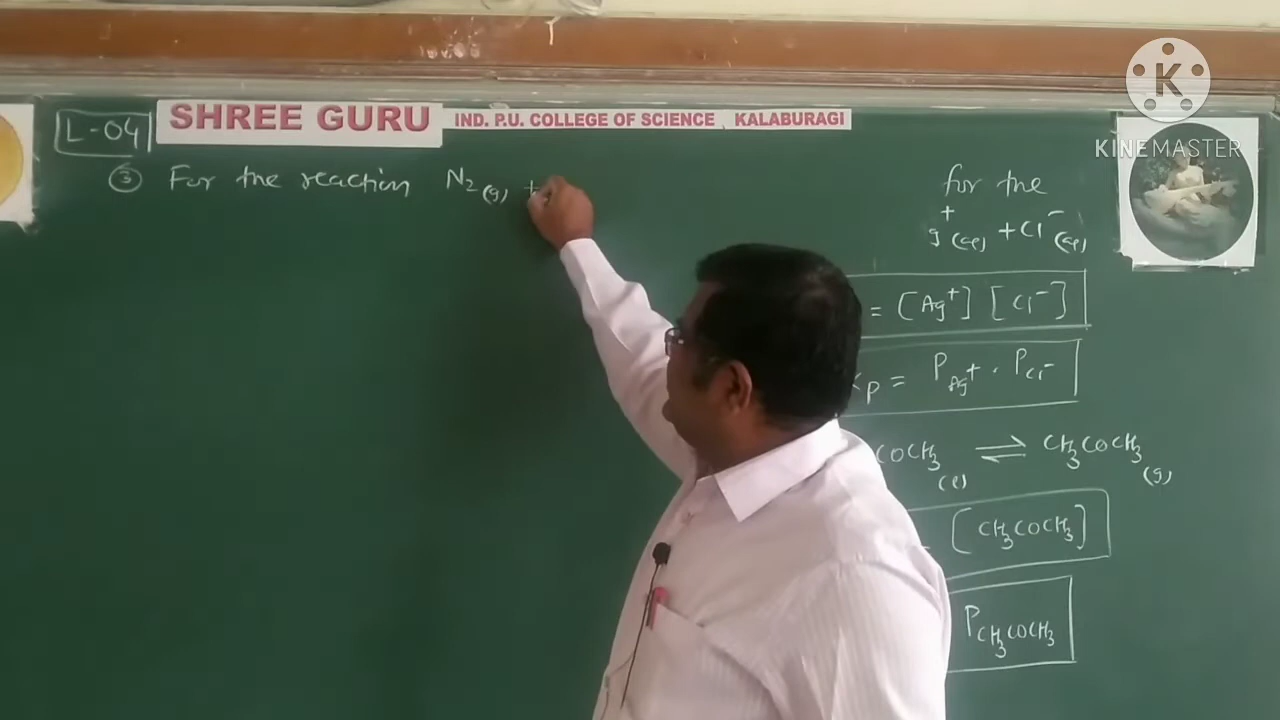 L-04
SHREE GURU IND. P.U. COLLEGE OF SCIENCE, KALABURAGI
KINEMASTER
③ For the reaction N₂(g) +
for the
g⁺(aq) + Cl⁻(aq)
= [Ag⁺] [Cl⁻]
Kp = P_Ag⁺ . P_Cl⁻
COCH₃(l) ⇌ CH₃COCH₃(g)
[CH₃COCH₃]
P_CH₃COCH₃